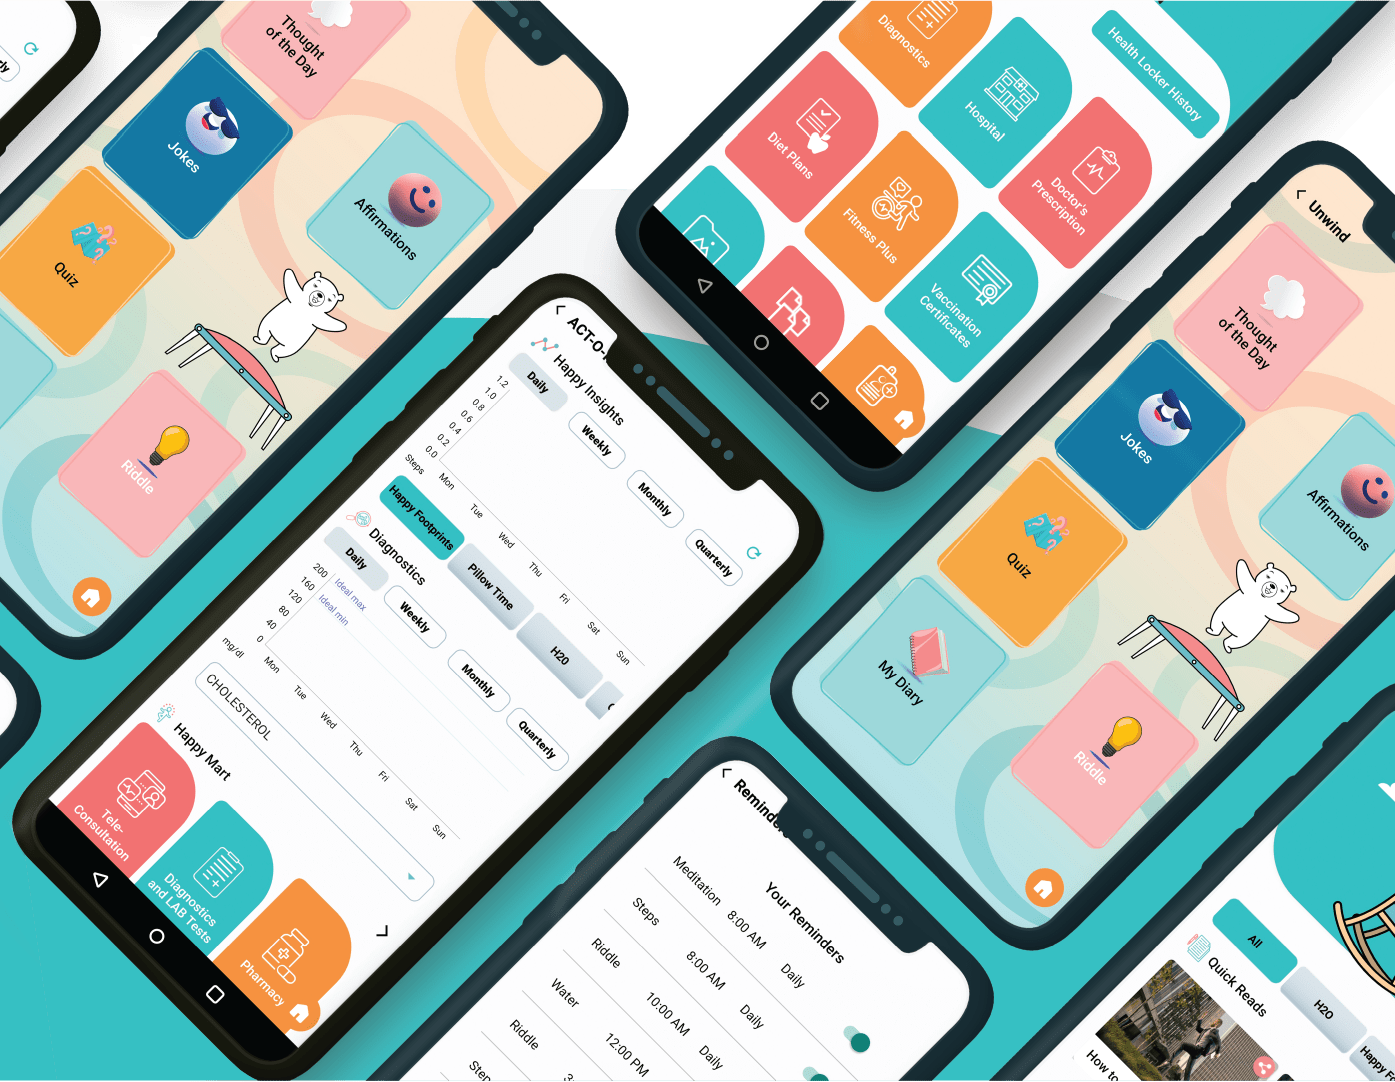 Thought
of the Day
Jokes
Affirmations
Quiz
Riddle
Diagnostics
Hospital
Health Locker History
Diet Plans
Fitness Plus
Doctor's
Prescription
Vaccination
Certificates
ACT-O-
Happy Insights
Daily
Weekly
Monthly
Quarterly
1.2
1.0
0.8
0.6
0.4
0.2
0.0
Steps
Mon
Tue
Wed
Thu
Fri
Sat
Sun
Happy Footprints
Pillow Time
H2O
Diagnostics
Daily
Weekly
Monthly
Quarterly
200
160
120
80
40
0
mg/dl
Ideal max
Ideal min
Mon
Tue
Wed
Thu
Fri
Sat
Sun
CHOLESTEROL
Happy Mart
Tele-
Consultation
Diagnostics
and LAB Tests
Pharmacy
Unwind
Thought
of the Day
Jokes
Affirmations
Quiz
My Diary
Riddle
Your Reminders
Meditation 8:00 AM Daily
Steps 8:00 AM Daily
Riddle 10:00 AM Daily
Water 12:00 PM
Riddle
All
H2O
Happy
Quick Reads
How to